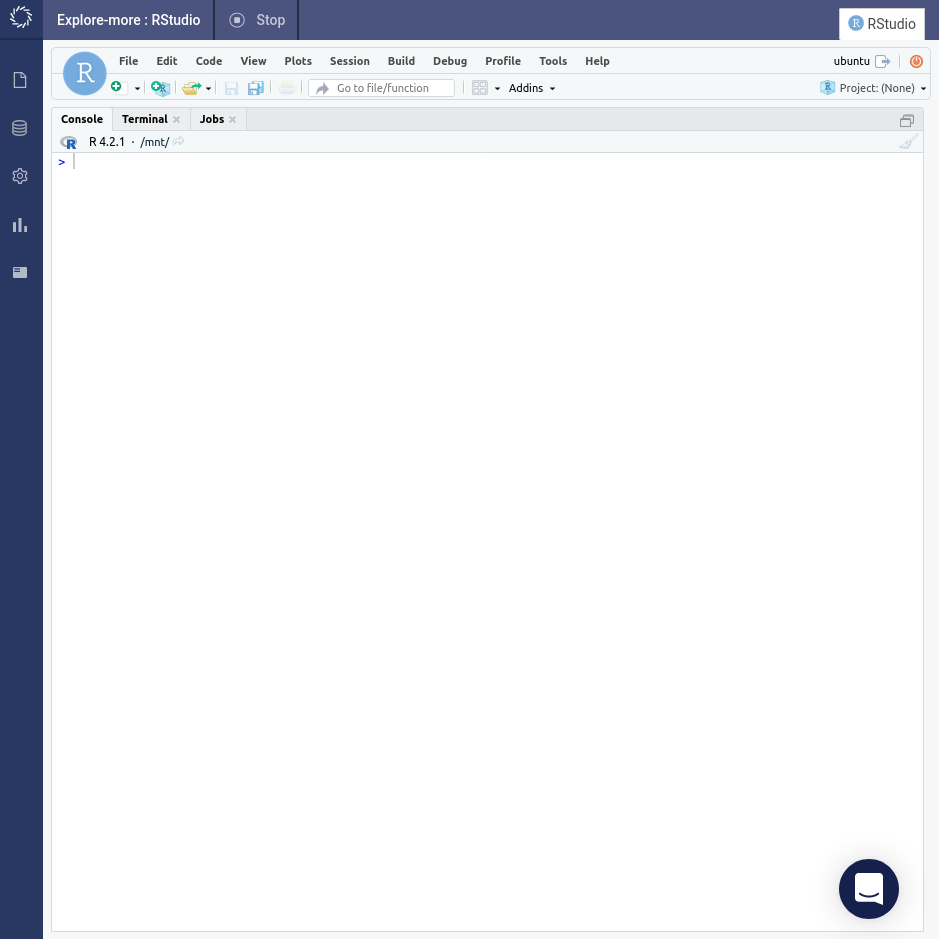 Explore-more : RStudio
Stop
R RStudio
R
File Edit Code View Plots Session Build Debug Profile Tools Help
ubuntu
Go to file/function
Addins
R Project: (None)
Console Terminal Jobs
R R 4.2.1 · /mnt/
>